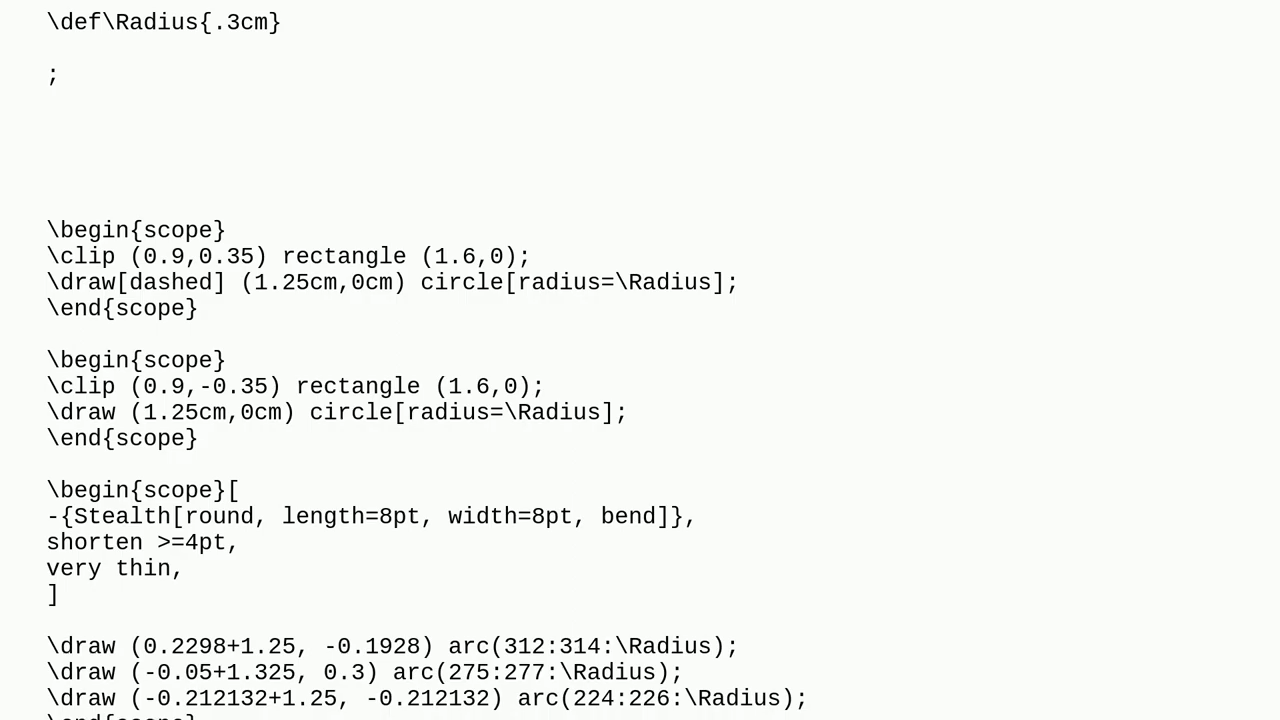 \def\Radius{.3cm}
;
\begin{scope}
\clip (0.9,0.35) rectangle (1.6,0);
\draw[dashed] (1.25cm,0cm) circle[radius=\Radius];
\end{scope}
\begin{scope}
\clip (0.9,-0.35) rectangle (1.6,0);
\draw (1.25cm,0cm) circle[radius=\Radius];
\end{scope}
\begin{scope}[
-{Stealth[round, length=8pt, width=8pt, bend]},
shorten >=4pt,
very thin,
]
\draw (0.2298+1.25, -0.1928) arc(312:314:\Radius);
\draw (-0.05+1.325, 0.3) arc(275:277:\Radius);
\draw (-0.212132+1.25, -0.212132) arc(224:226:\Radius);
\end{scope}